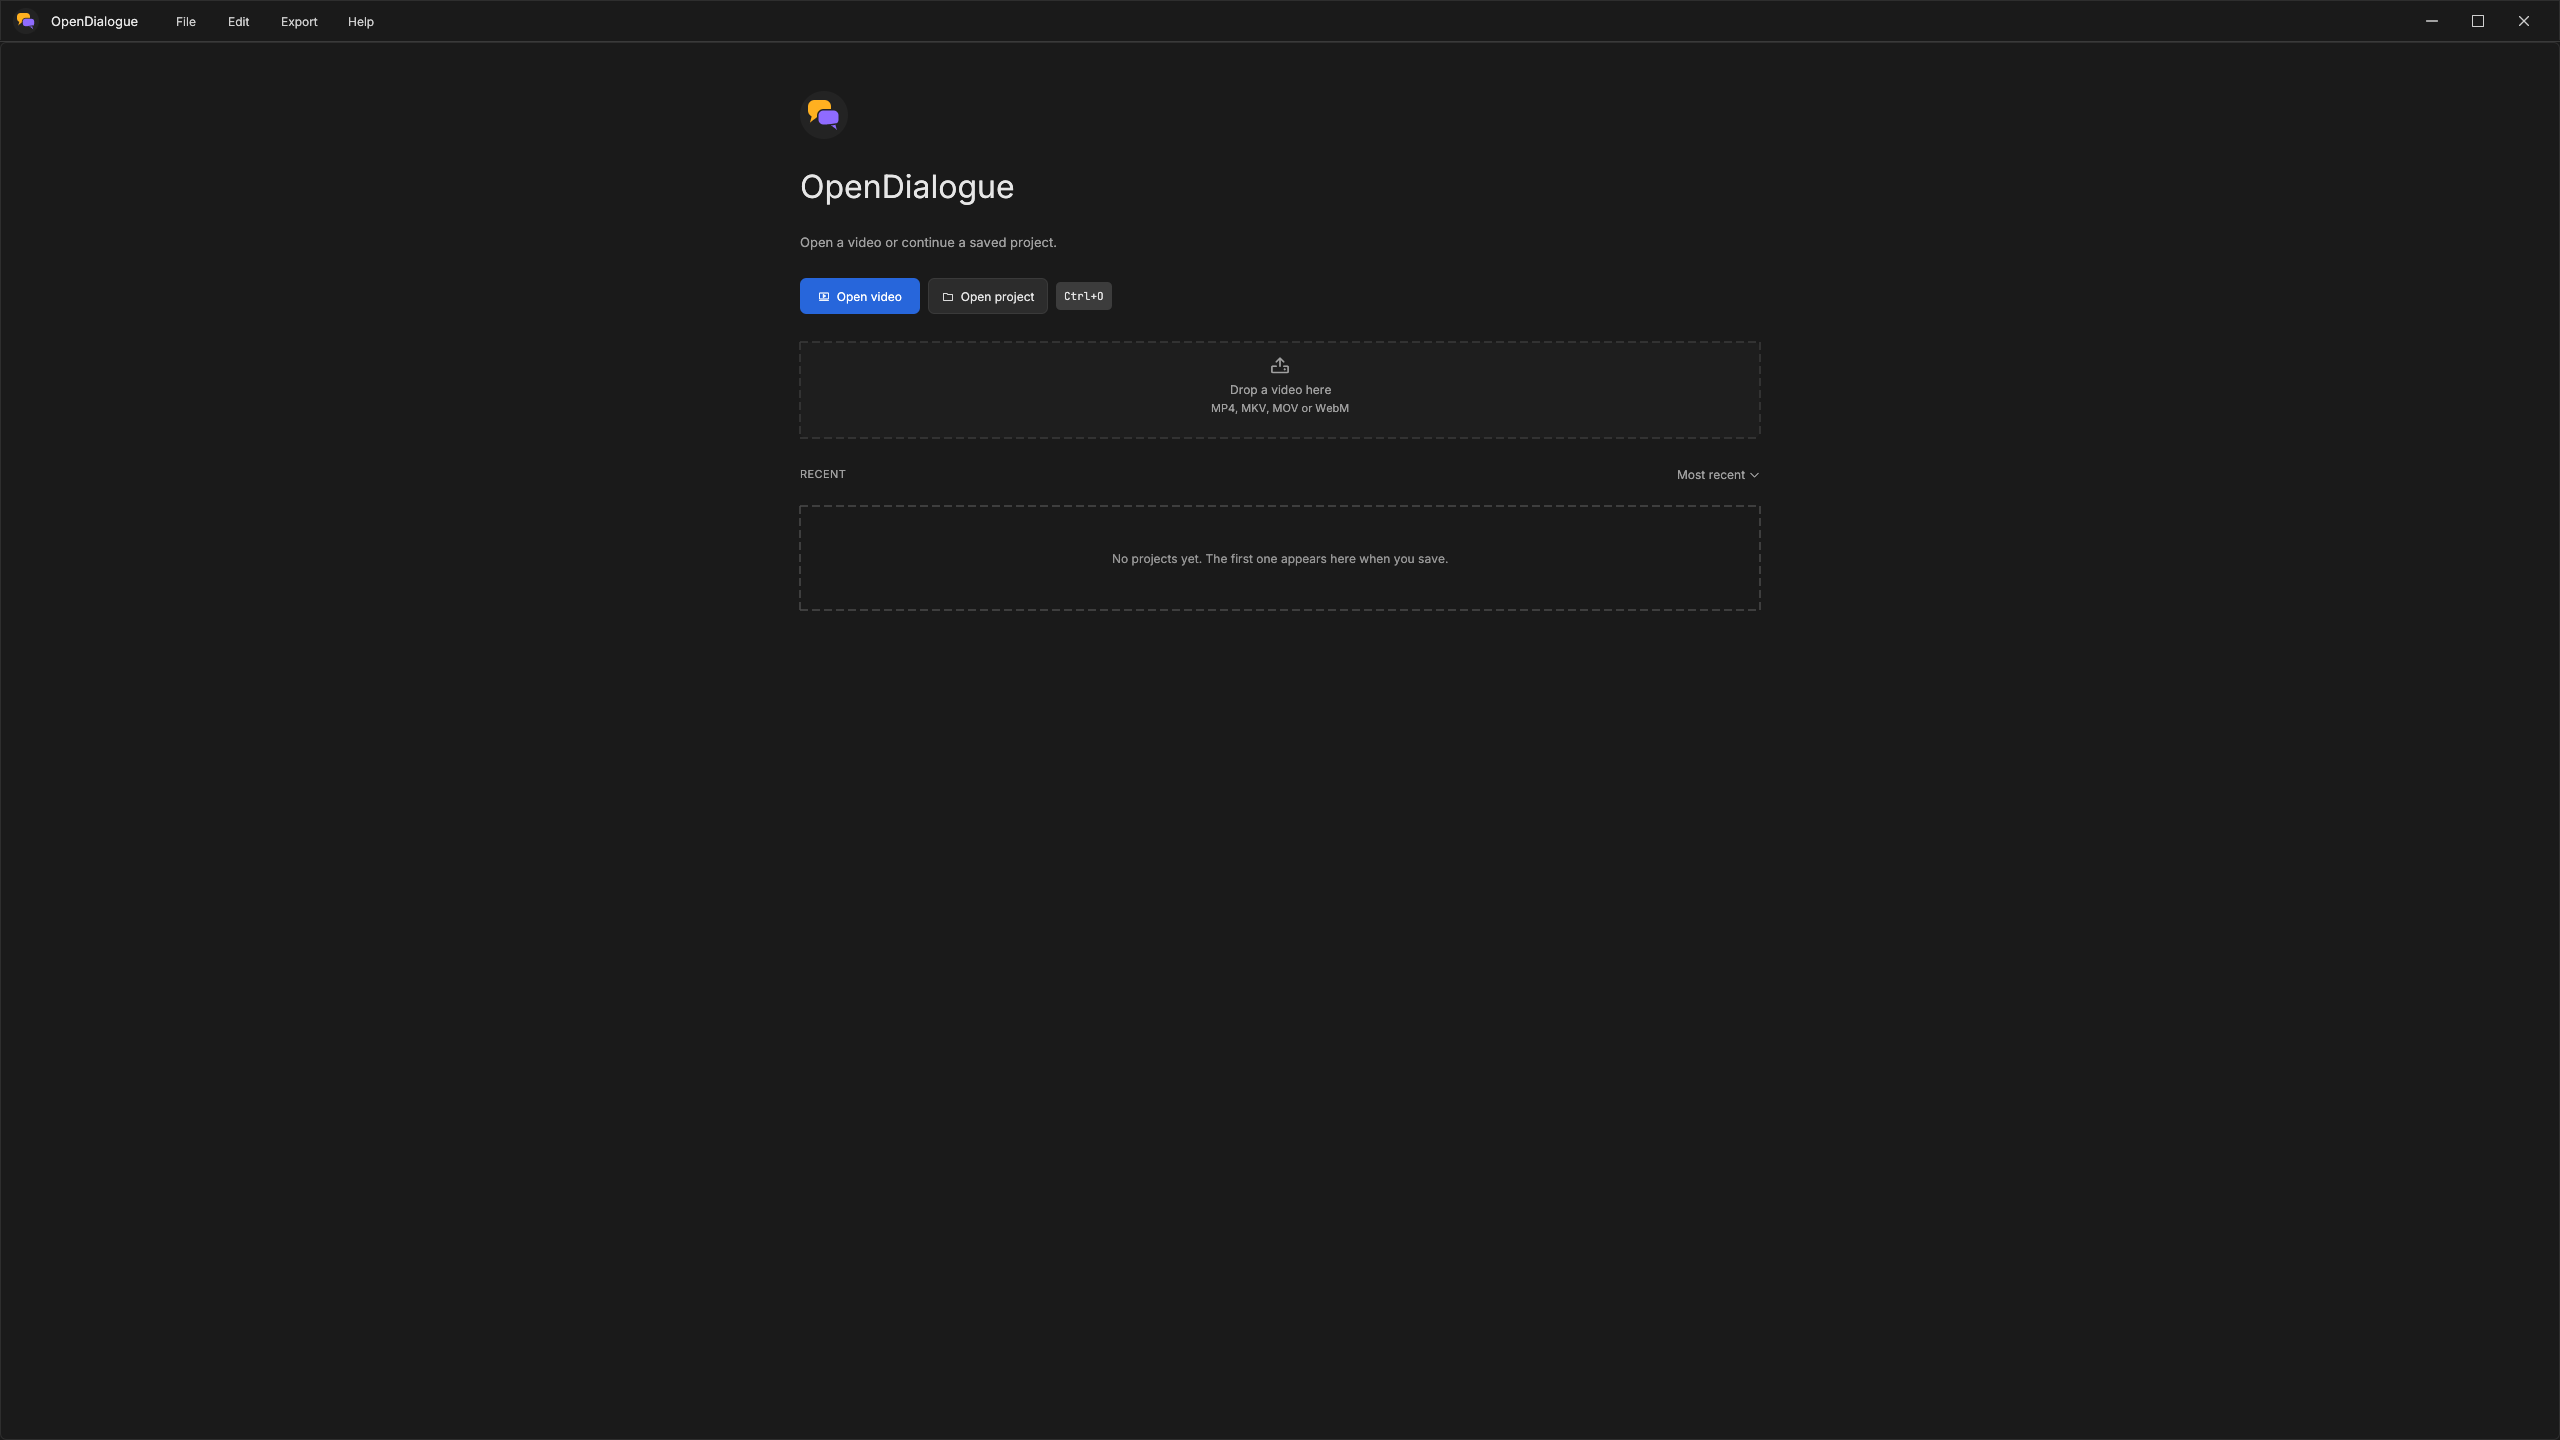 OpenDialogue File Edit Export Help
OpenDialogue
Open a video or continue a saved project.
Open video Open project Ctrl+O
Drop a video here
MP4, MKV, MOV or WebM
RECENT Most recent
No projects yet. The first one appears here when you save.